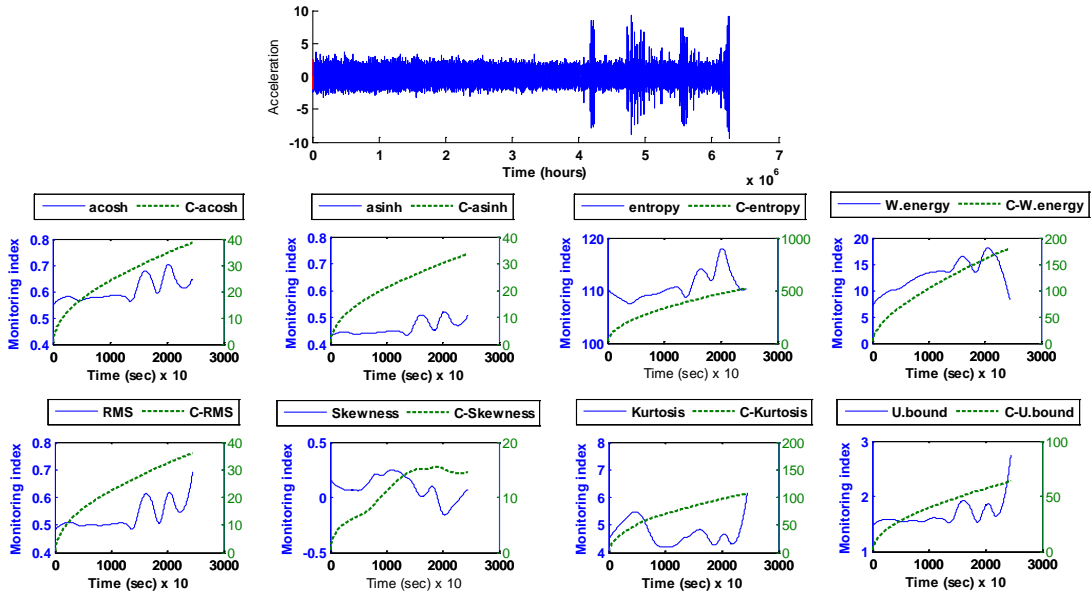 10
5
0
-5
-10
Acceleration
0 1 2 3 4 5 6 7
Time (hours)
x 10^6
acosh C-acosh
asinh C-asinh
entropy C-entropy
W.energy C-W.energy
0.8 40
0.7 30
0.6 20
0.5 10
0.4 0
Monitoring index
0 1000 2000 3000
Time (sec) x 10
0.8 40
0.7 30
0.6 20
0.5 10
0.4 0
Monitoring index
0 1000 2000 3000
Time (sec) x 10
120 1000
110 500
100 0
Monitoring index
0 1000 2000 3000
Time (sec) x 10
20 200
15 150
10 100
5 50
0 0
Monitoring index
0 1000 2000 3000
Time (sec) x 10
RMS C-RMS
Skewness C-Skewness
Kurtosis C-Kurtosis
U.bound C-U.bound
0.8 40
0.7 30
0.6 20
0.5 10
0.4 0
Monitoring index
0 1000 2000 3000
Time (sec) x 10
0.5 20
0 10
-0.5 0
Monitoring index
0 1000 2000 3000
Time (sec) x 10
8 200
7 150
6 100
5 50
4 0
Monitoring index
0 1000 2000 3000
Time (sec) x 10
3 100
2 50
1 0
Monitoring index
0 1000 2000 3000
Time (sec) x 10